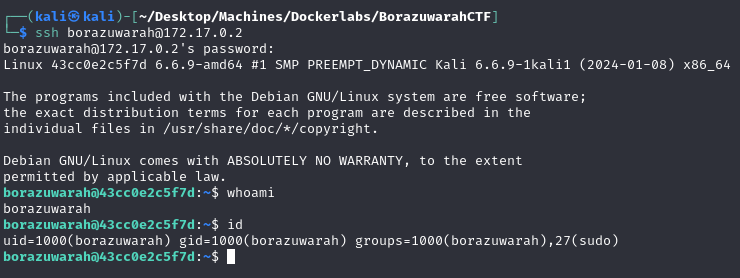 ┌──(kali㉿kali)-[~/Desktop/Machines/Dockerlabs/BorazuwarahCTF]
└─$ ssh borazuwarah@172.17.0.2
borazuwarah@172.17.0.2's password:
Linux 43cc0e2c5f7d 6.6.9-amd64 #1 SMP PREEMPT_DYNAMIC Kali 6.6.9-1kali1 (2024-01-08) x86_64
The programs included with the Debian GNU/Linux system are free software;
the exact distribution terms for each program are described in the
individual files in /usr/share/doc/*/copyright.
Debian GNU/Linux comes with ABSOLUTELY NO WARRANTY, to the extent
permitted by applicable law.
borazuwarah@43cc0e2c5f7d:~$ whoami
borazuwarah
borazuwarah@43cc0e2c5f7d:~$ id
uid=1000(borazuwarah) gid=1000(borazuwarah) groups=1000(borazuwarah),27(sudo)
borazuwarah@43cc0e2c5f7d:~$